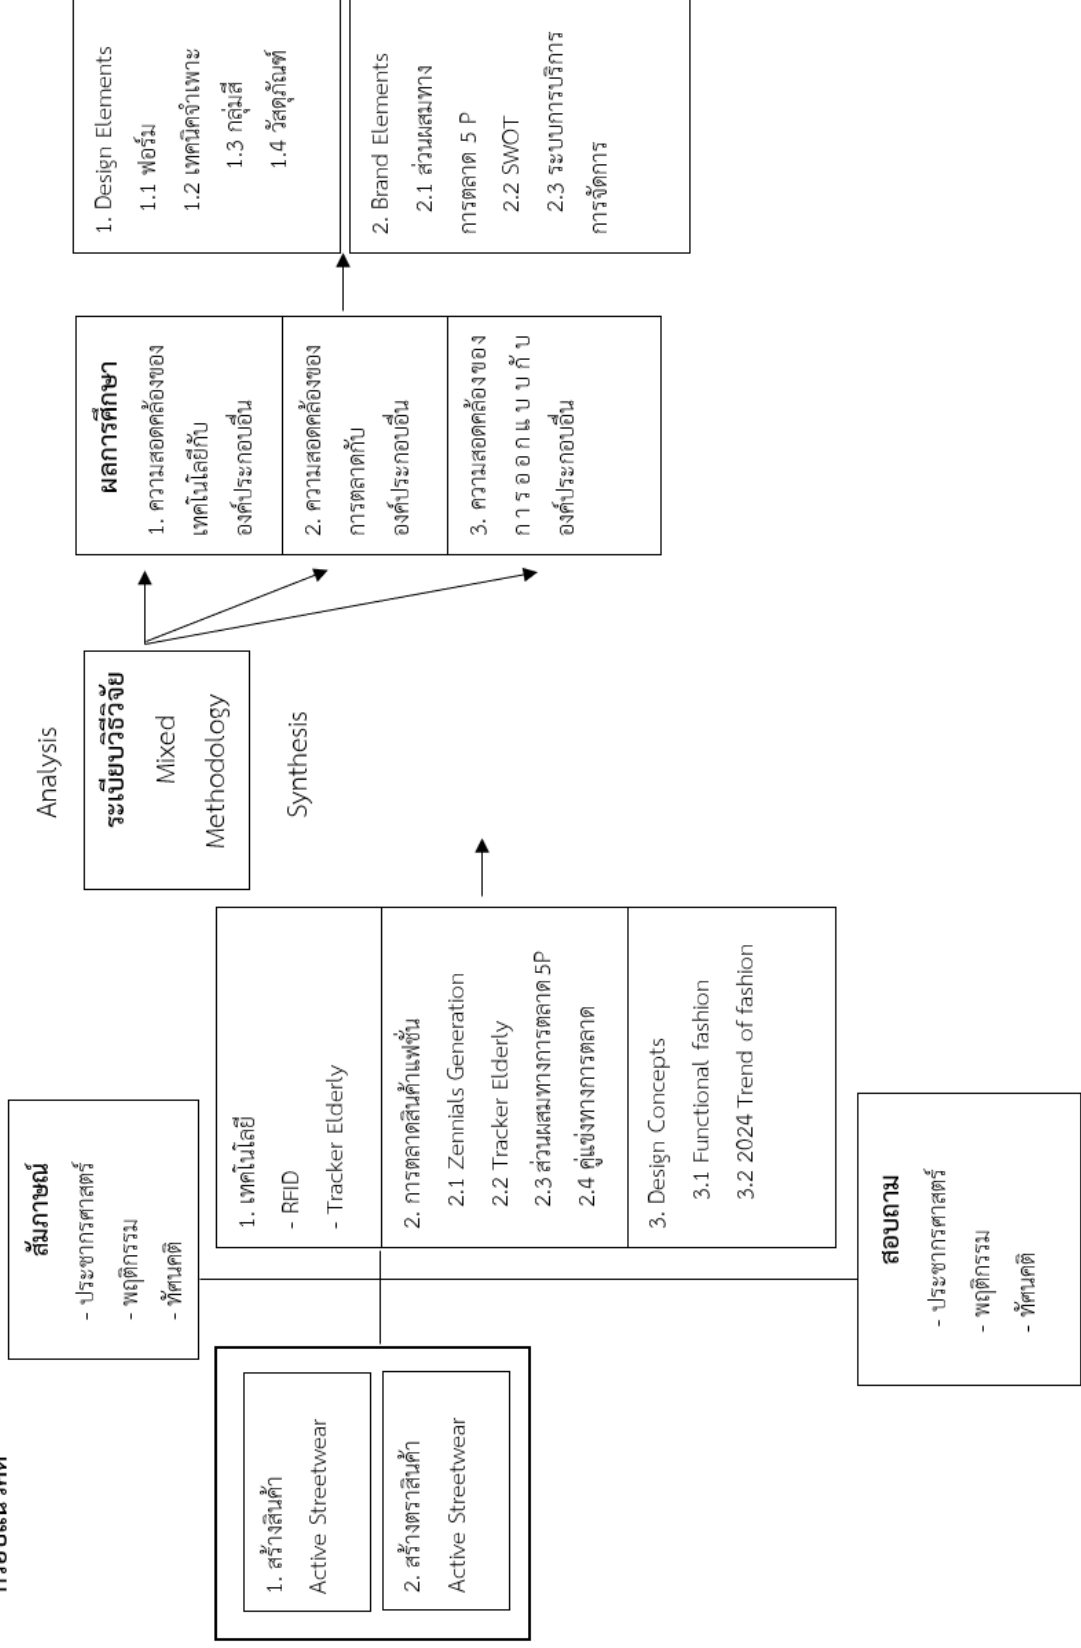 กรอบแนวคิด
1. สร้างสินค้า
Active Streetwear
2. สร้างตราสินค้า
Active Streetwear
สัมภาษณ์
- ประชากรศาสตร์
- พฤติกรรม
- ทัศนคติ
1. เทคโนโลยี
- RFID
- Tracker Elderly
2. การตลาดสินค้าแฟชั่น
2.1 Zennials Generation
2.2 Tracker Elderly
2.3 ส่วนผสมทางการตลาด 5P
2.4 คู่แข่งทางการตลาด
3. Design Concepts
3.1 Functional fashion
3.2 2024 Trend of fashion
สอบถาม
- ประชากรศาสตร์
- พฤติกรรม
- ทัศนคติ
Analysis
ระเบียบวิธีวิจัย
Mixed
Methodology
Synthesis
ผลการศึกษา
1. ความสอดคล้องของ
เทคโนโลยีกับ
องค์ประกอบอื่น
2. ความสอดคล้องของ
การตลาดกับ
องค์ประกอบอื่น
3. ความสอดคล้องของ
การออกแบบกับ
องค์ประกอบอื่น
1. Design Elements
1.1 ฟอร์ม
1.2 เทคนิคจำเพาะ
1.3 กลุ่มสี
1.4 วัสดุภัณฑ์
2. Brand Elements
2.1 ส่วนผสมทาง
การตลาด 5 P
2.2 SWOT
2.3 ระบบการบริการ
การจัดการ